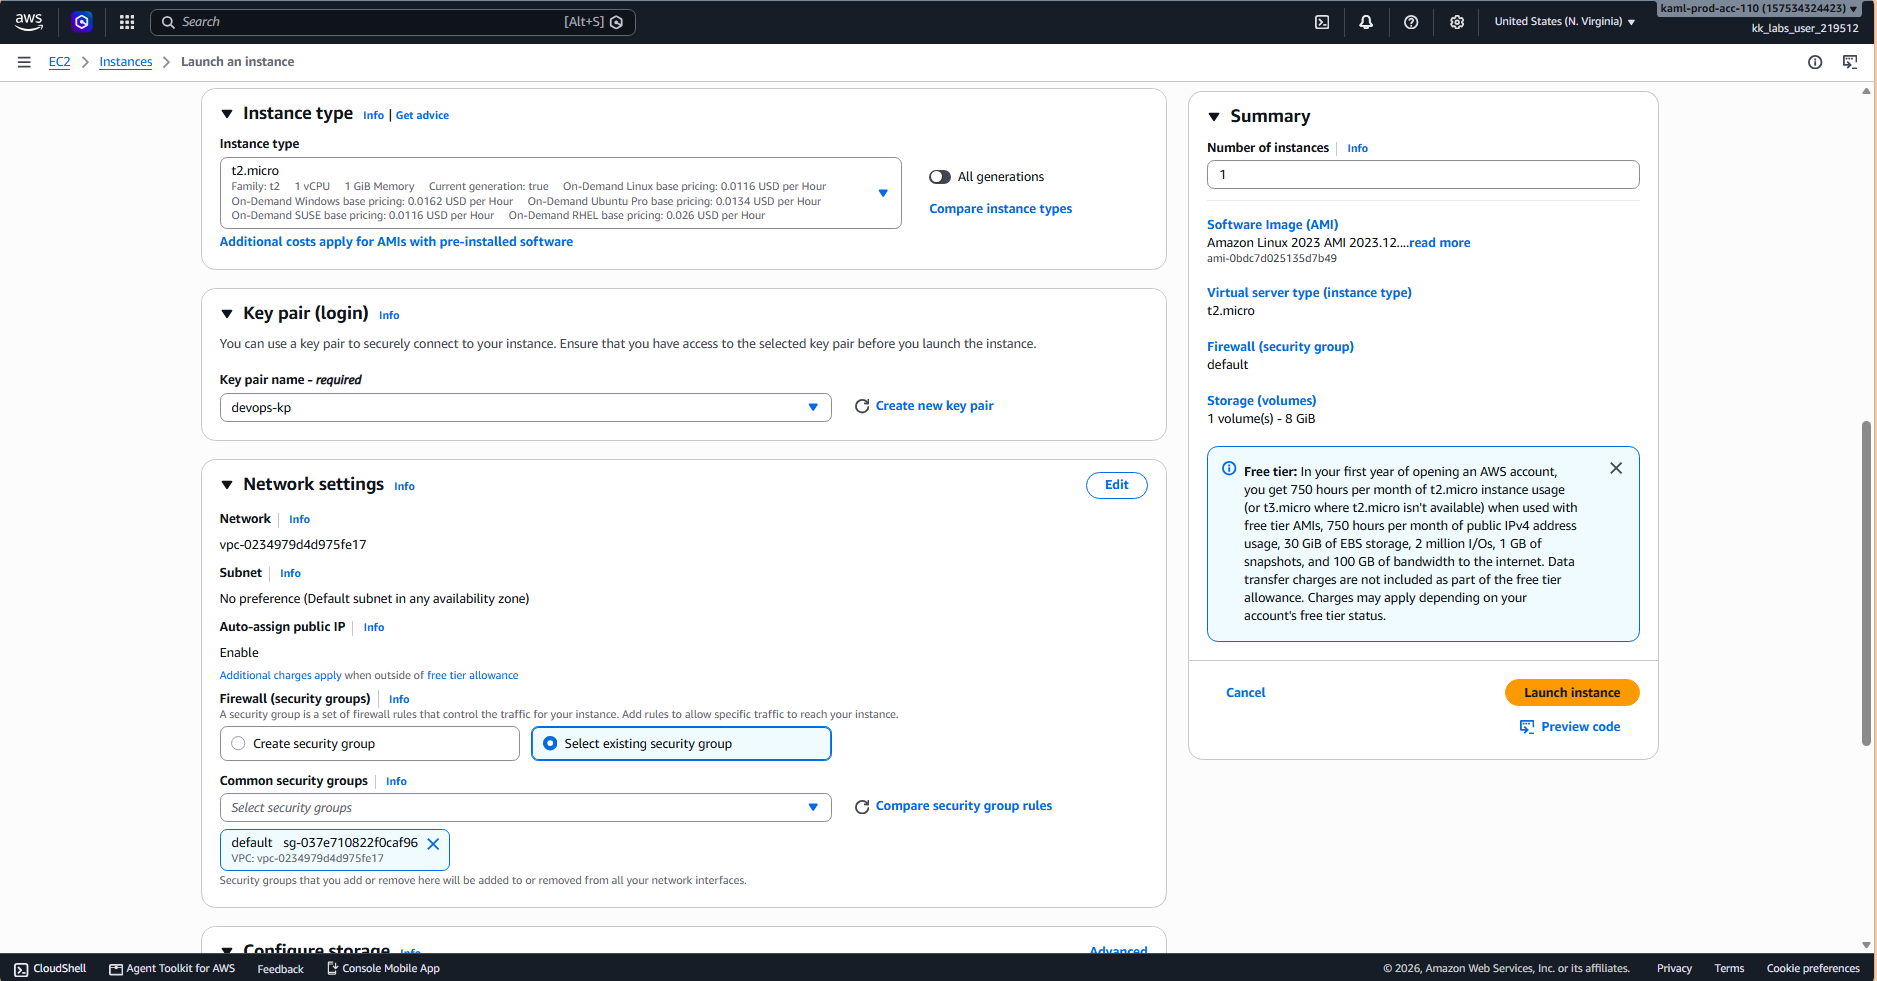 aws
Search [Alt+S]
United States (N. Virginia)
kaml-prod-acc-110 (157534324423)
kk_labs_user_219512
EC2 Instances Launch an instance
Instance type Info | Get advice
Instance type
t2.micro
Family: t2 1 vCPU 1 GiB Memory Current generation: true On-Demand Linux base pricing: 0.0116 USD per Hour
On-Demand Windows base pricing: 0.0162 USD per Hour On-Demand Ubuntu Pro base pricing: 0.0134 USD per Hour
On-Demand SUSE base pricing: 0.0116 USD per Hour On-Demand RHEL base pricing: 0.026 USD per Hour
All generations
Compare instance types
Additional costs apply for AMIs with pre-installed software
Key pair (login) Info
You can use a key pair to securely connect to your instance. Ensure that you have access to the selected key pair before you launch the instance.
Key pair name - required
devops-kp
Create new key pair
Network settings Info
Edit
Network Info
vpc-0234979d4d975fe17
Subnet Info
No preference (Default subnet in any availability zone)
Auto-assign public IP Info
Enable
Additional charges apply when outside of free tier allowance
Firewall (security groups) Info
A security group is a set of firewall rules that control the traffic for your instance. Add rules to allow specific traffic to reach your instance.
Create security group
Select existing security group
Common security groups Info
Select security groups
Compare security group rules
default sg-037e710822f0caf96
VPC: vpc-0234979d4d975fe17
Security groups that you add or remove here will be added to or removed from all your network interfaces.
Configure storage Info
Advanced
Summary
Number of instances Info
1
Software Image (AMI)
Amazon Linux 2023 AMI 2023.12....read more
ami-0bdc7d025135d7b49
Virtual server type (instance type)
t2.micro
Firewall (security group)
default
Storage (volumes)
1 volume(s) - 8 GiB
Free tier: In your first year of opening an AWS account,
you get 750 hours per month of t2.micro instance usage
(or t3.micro where t2.micro isn't available) when used with
free tier AMIs, 750 hours per month of public IPv4 address
usage, 30 GiB of EBS storage, 2 million I/Os, 1 GB of
snapshots, and 100 GB of bandwidth to the internet. Data
transfer charges are not included as part of the free tier
allowance. Charges may apply depending on your
account's free tier status.
Cancel
Launch instance
Preview code
CloudShell Agent Toolkit for AWS Feedback Console Mobile App
© 2026, Amazon Web Services, Inc. or its affiliates. Privacy Terms Cookie preferences